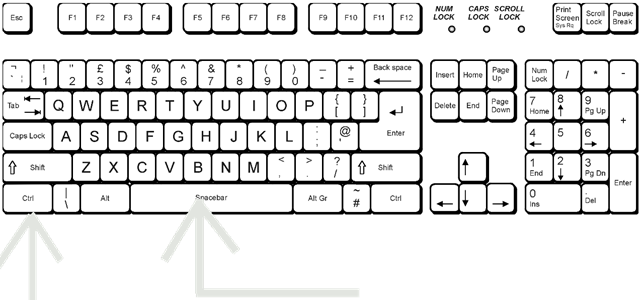 Esc F1 F2 F3 F4 F5 F6 F7 F8 F9 F10 F11 F12 NUM LOCK CAPS LOCK SCROLL LOCK Print Screen Sys Rq Scroll Lock Pause Break
! 1 " 2 £ 3 $ 4 % 5 ^ 6 & 7 * 8 ( 9 ) 0 _ - + = Back space Insert Home Page Up Num Lock / * -
Tab Q W E R T Y U I O P { [ } ] Enter Delete End Page Down 7 Home 8 ↑ 9 Pg Up +
Caps Lock A S D F G H J K L : ; @ ' 4 ← 5 6 →
⇧ Shift Z X C V B N M < , > . ? / ⇧ Shift ↑ 1 End 2 ↓ 3 Pg Dn Enter
Ctrl | \ Alt Spacebar Alt Gr ~ # Ctrl ← ↓ → 0 Ins . Del